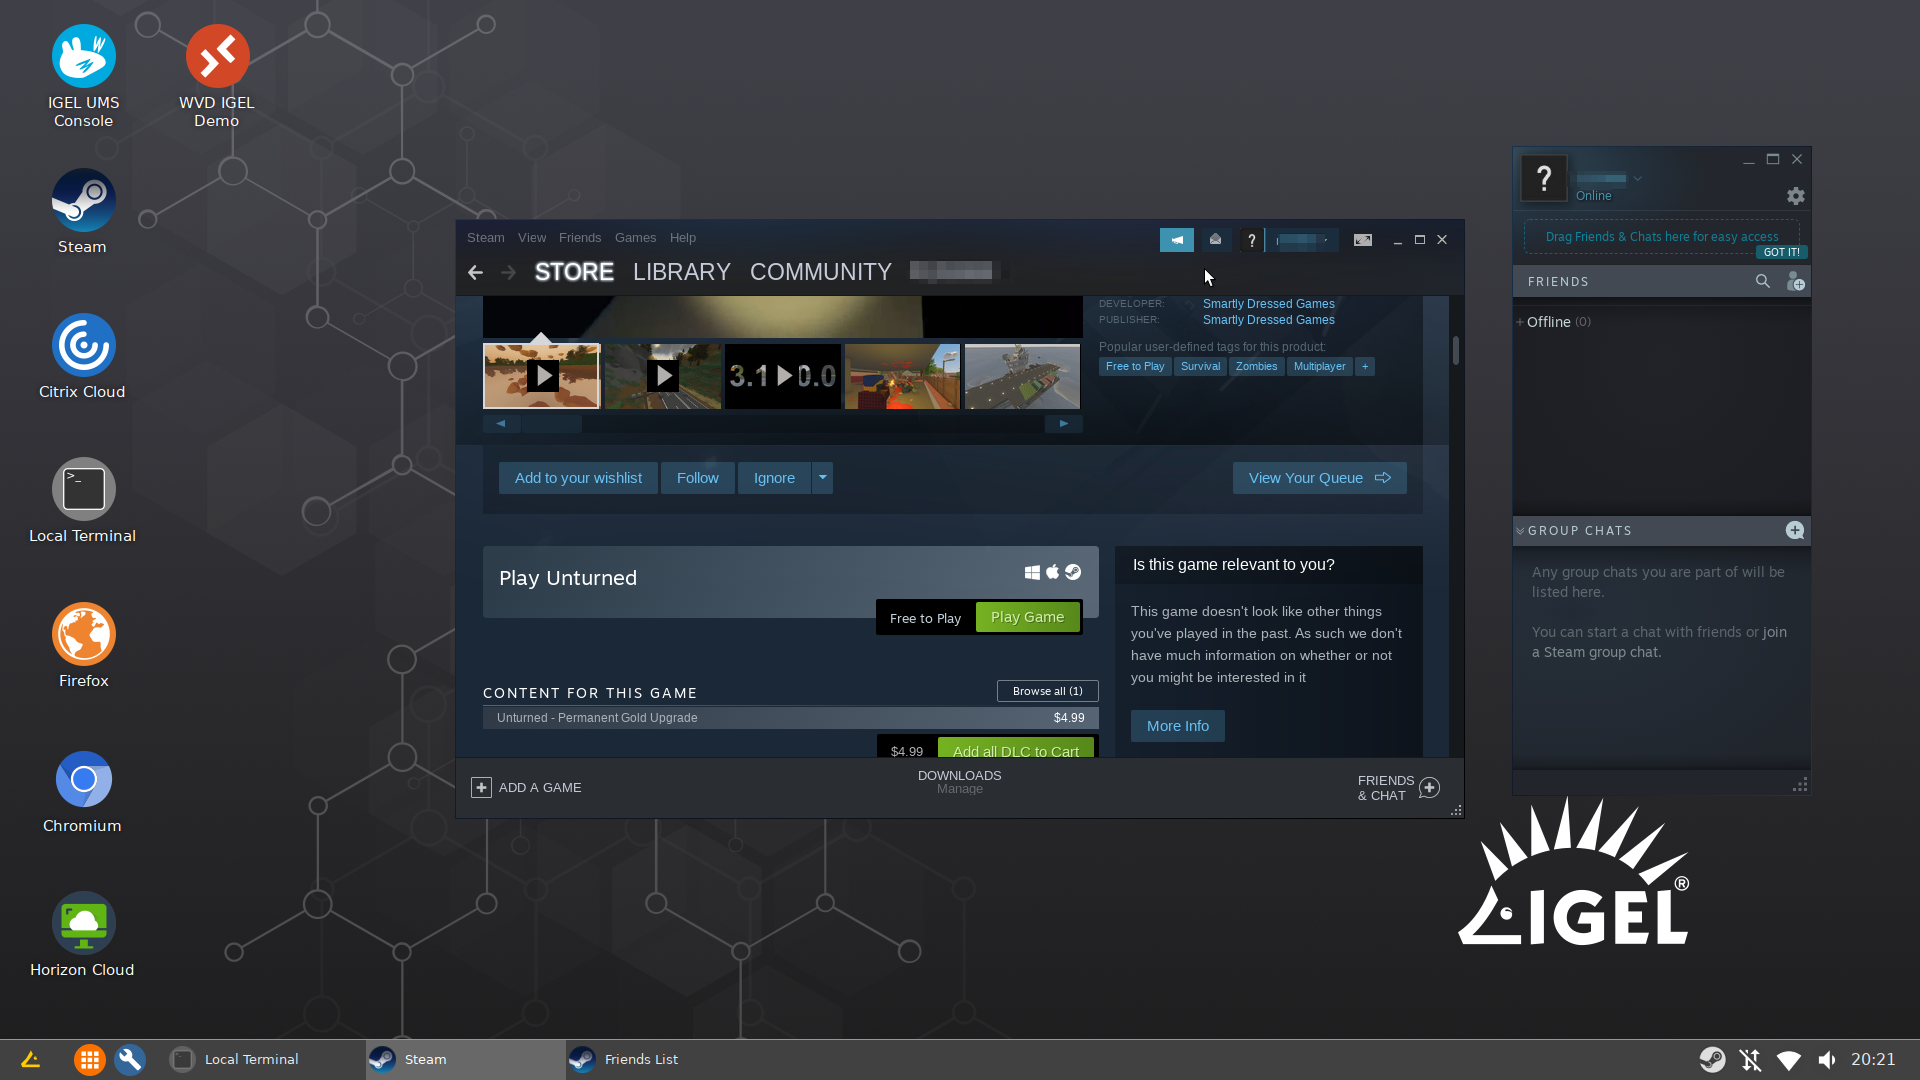 IGEL UMS
Console
WVD IGEL
Demo
Steam
Citrix Cloud
>_
Local Terminal
Firefox
Chromium
Horizon Cloud
Steam View Friends Games Help
?
STORE LIBRARY COMMUNITY
DEVELOPER: Smartly Dressed Games
PUBLISHER: Smartly Dressed Games
Popular user-defined tags for this product:
Free to Play Survival Zombies Multiplayer +
Add to your wishlist Follow Ignore View Your Queue
Play Unturned
Free to Play Play Game
CONTENT FOR THIS GAME Browse all (1)
Unturned - Permanent Gold Upgrade $4.99
$4.99 Add all DLC to Cart
Is this game relevant to you?
This game doesn't look like other things
you've played in the past. As such we don't
have much information on whether or not
you might be interested in it
More Info
ADD A GAME
DOWNLOADS
Manage
FRIENDS
& CHAT
?
Online
Drag Friends & Chats here for easy access
GOT IT!
FRIENDS
+ Offline (0)
GROUP CHATS
Any group chats you are part of will be
listed here.
You can start a chat with friends or join
a Steam group chat.
IGEL®
Local Terminal Steam Friends List 20:21